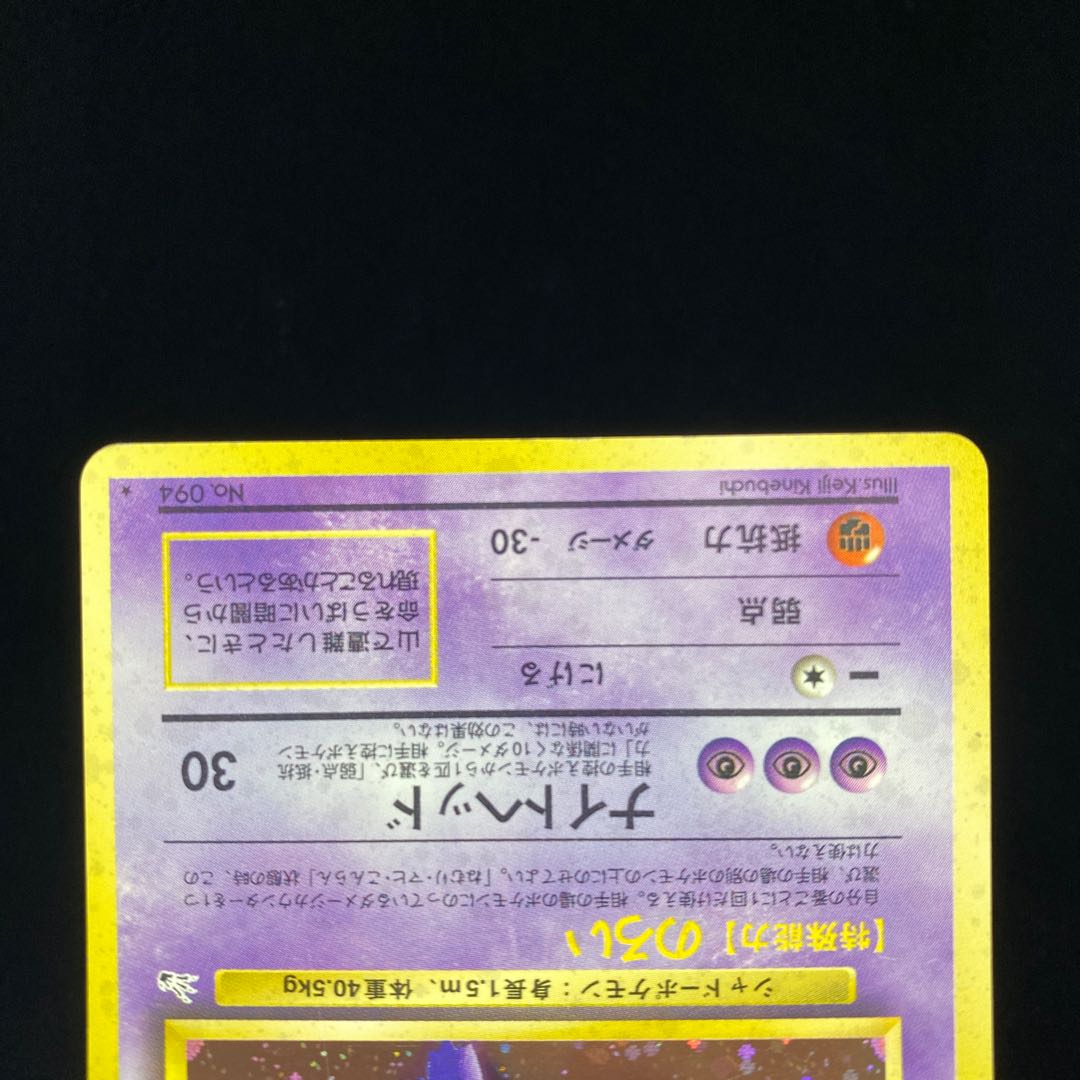 シャドーポケモン：身長1.5m、体重40.5kg
【特殊能力】のろい
自分の番ごとに1回だけ使える。相手の場のポケモンにのっているダメージカウンターを1つ
選び、相手の場の別のポケモンの上にのせてよい。「ねむり・マヒ・こんらん」状態の時、この
力は使えない。
ナイトヘッド
相手の控えポケモンから1匹を選び、「弱点・抵抗
力」に関係なく10ダメージ。相手に控えポケモン
がいない時には、この効果はない。
30
ー にげる
弱点
抵抗力 ダメージ -30
山で遭難したときに、
命をうばいに暗闇から
現れることがあるという。
Illus.Keiji Kinebuchi
No. 094 ★